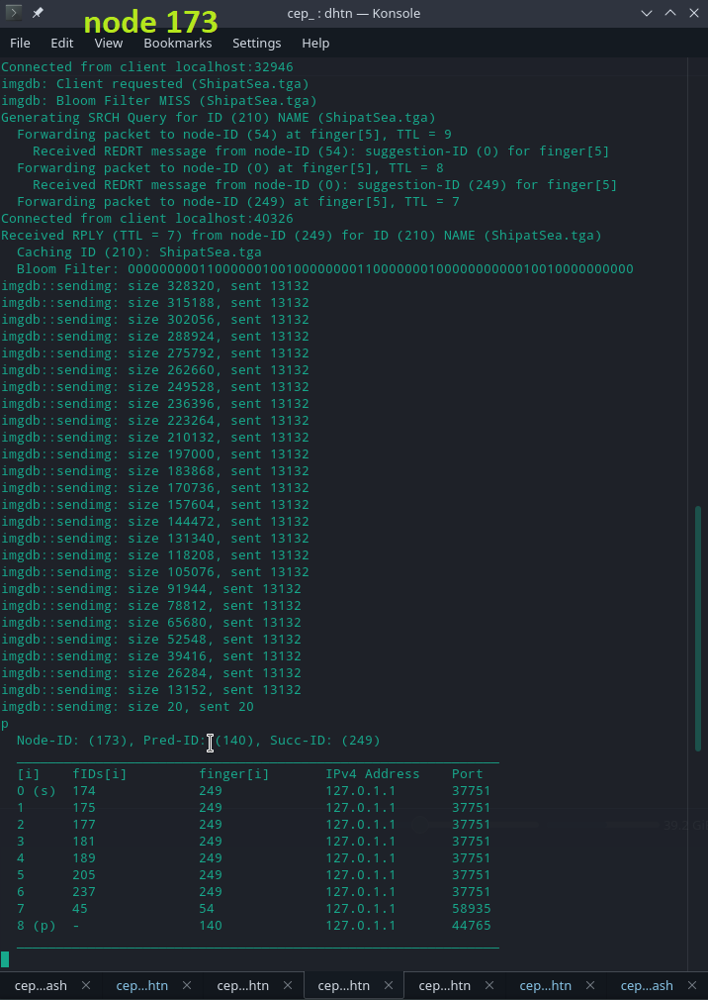 node 173
cep_ : dhtn — Konsole
File Edit View Bookmarks Settings Help
Connected from client localhost:32946
imgdb: Client requested (ShipatSea.tga)
imgdb: Bloom Filter MISS (ShipatSea.tga)
Generating SRCH Query for ID (210) NAME (ShipatSea.tga)
Forwarding packet to node-ID (54) at finger[5], TTL = 9
Received REDRT message from node-ID (54): suggestion-ID (0) for finger[5]
Forwarding packet to node-ID (0) at finger[5], TTL = 8
Received REDRT message from node-ID (0): suggestion-ID (249) for finger[5]
Forwarding packet to node-ID (249) at finger[5], TTL = 7
Connected from client localhost:40326
Received RPLY (TTL = 7) from node-ID (249) for ID (210) NAME (ShipatSea.tga)
Caching ID (210): ShipatSea.tga
Bloom Filter: 0000000001100000010010000000011000000010000000000010010000000000
imgdb::sendimg: size 328320, sent 13132
imgdb::sendimg: size 315188, sent 13132
imgdb::sendimg: size 302056, sent 13132
imgdb::sendimg: size 288924, sent 13132
imgdb::sendimg: size 275792, sent 13132
imgdb::sendimg: size 262660, sent 13132
imgdb::sendimg: size 249528, sent 13132
imgdb::sendimg: size 236396, sent 13132
imgdb::sendimg: size 223264, sent 13132
imgdb::sendimg: size 210132, sent 13132
imgdb::sendimg: size 197000, sent 13132
imgdb::sendimg: size 183868, sent 13132
imgdb::sendimg: size 170736, sent 13132
imgdb::sendimg: size 157604, sent 13132
imgdb::sendimg: size 144472, sent 13132
imgdb::sendimg: size 131340, sent 13132
imgdb::sendimg: size 118208, sent 13132
imgdb::sendimg: size 105076, sent 13132
imgdb::sendimg: size 91944, sent 13132
imgdb::sendimg: size 78812, sent 13132
imgdb::sendimg: size 65680, sent 13132
imgdb::sendimg: size 52548, sent 13132
imgdb::sendimg: size 39416, sent 13132
imgdb::sendimg: size 26284, sent 13132
imgdb::sendimg: size 13152, sent 13132
imgdb::sendimg: size 20, sent 20
p
Node-ID: (173), Pred-ID: (140), Succ-ID: (249)
[i] fIDs[i] finger[i] IPv4 Address Port
0 (s) 174 249 127.0.1.1 37751
1 175 249 127.0.1.1 37751
2 177 249 127.0.1.1 37751
3 181 249 127.0.1.1 37751
4 189 249 127.0.1.1 37751
5 205 249 127.0.1.1 37751
6 237 249 127.0.1.1 37751
7 45 54 127.0.1.1 58935
8 (p) - 140 127.0.1.1 44765
cep...ash cep...htn cep...htn cep...htn cep...htn cep...htn cep...ash